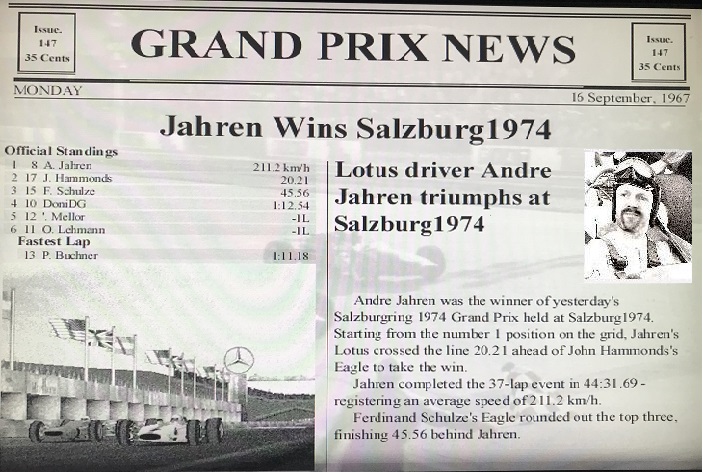 Issue.
147
35 Cents
GRAND PRIX NEWS
Issue.
147
35 Cents
MONDAY
16 September, 1967
Jahren Wins Salzburg1974
Official Standings
1 8 A. Jahren 211.2 km/h
2 17 J. Hammonds 20.21
3 15 F. Schulze 45.56
4 10 DoniDG 1:12.54
5 12 '. Mellor -1L
6 11 O. Lehmann -1L
Fastest Lap
13 P. Buchner 1:11.18
Lotus driver Andre
Jahren triumphs at
Salzburg1974
Andre Jahren was the winner of yesterday's
Salzburgring 1974 Grand Prix held at Salzburg1974.
Starting from the number 1 position on the grid, Jahren's
Lotus crossed the line 20.21 ahead of John Hammonds's
Eagle to take the win.
Jahren completed the 37-lap event in 44:31.69 -
registering an average speed of 211.2 km/h.
Ferdinand Schulze's Eagle rounded out the top three,
finishing 45.56 behind Jahren.